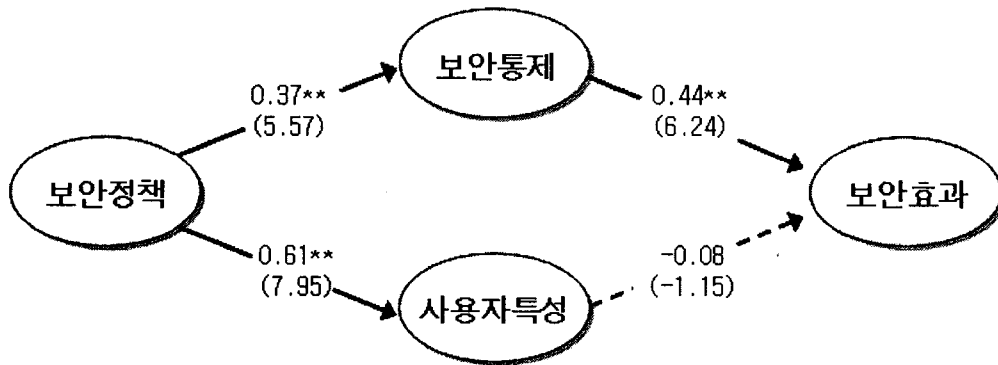 보안통제
0.37**
(5.57)
0.44**
(6.24)
보안정책
보안효과
0.61**
(7.95)
-0.08
(-1.15)
사용자특성